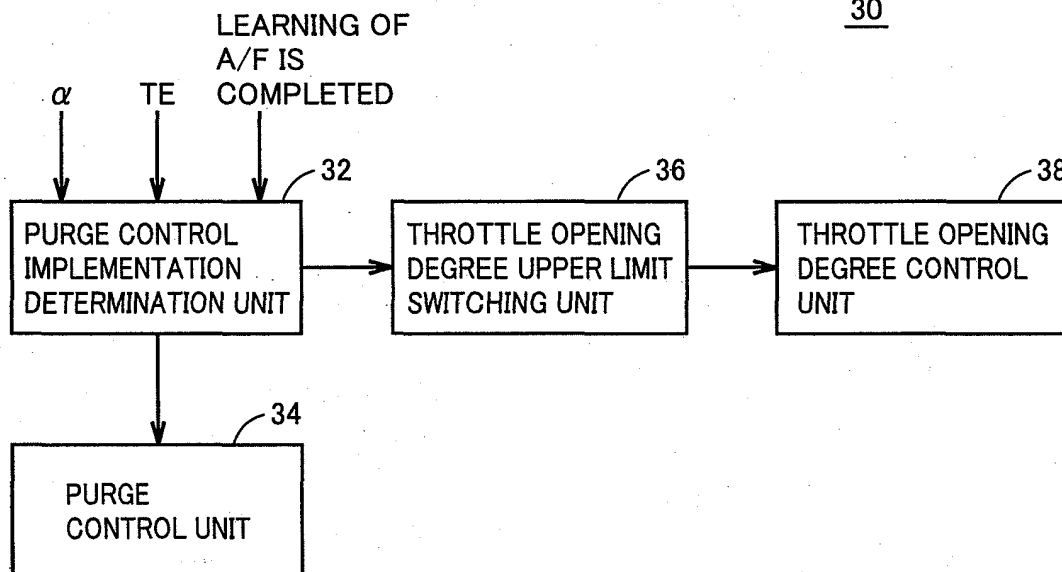 30
LEARNING OF
A/F IS
COMPLETED
α
TE
32
PURGE CONTROL
IMPLEMENTATION
DETERMINATION UNIT
36
THROTTLE OPENING
DEGREE UPPER LIMIT
SWITCHING UNIT
38
THROTTLE OPENING
DEGREE CONTROL
UNIT
34
PURGE
CONTROL UNIT